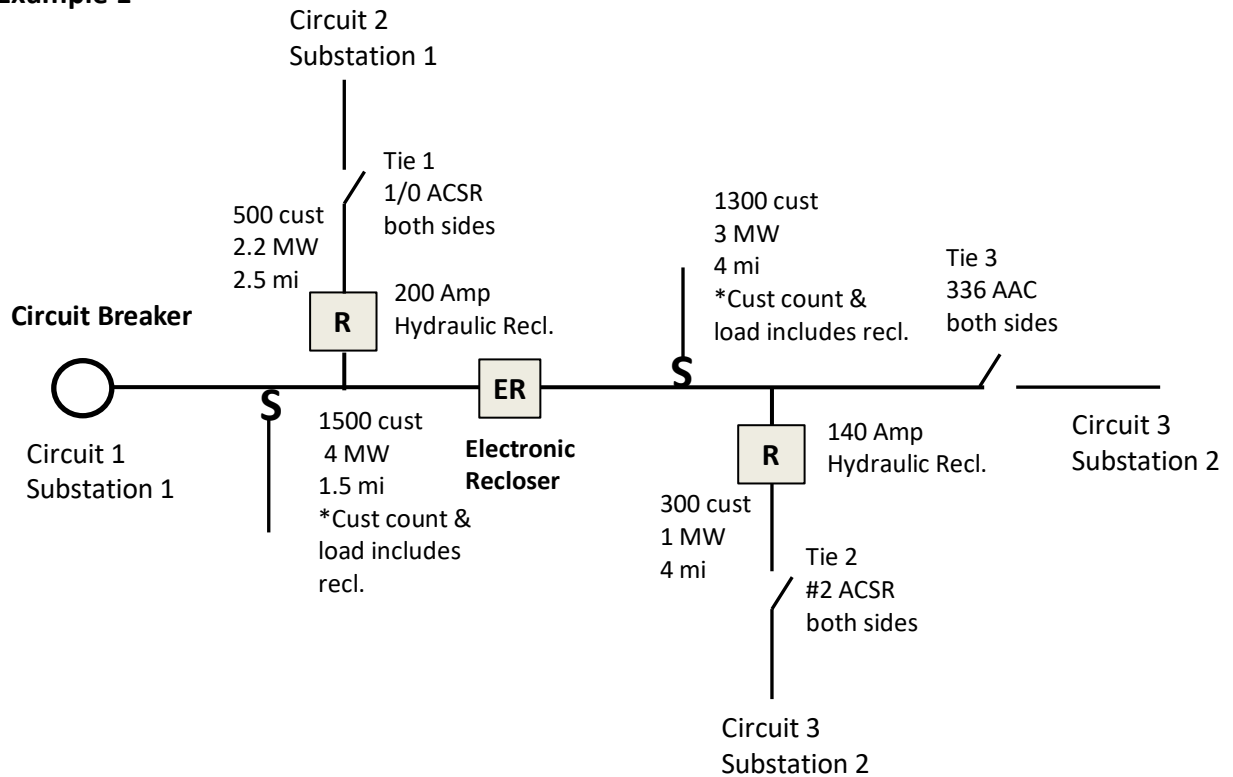 Circuit 2
Substation 1
Tie 1
1/0 ACSR
both sides
500 cust
2.2 MW
2.5 mi
200 Amp
Hydraulic Recl.
R
1300 cust
3 MW
4 mi
*Cust count &
load includes recl.
Tie 3
336 AAC
both sides
Circuit Breaker
Circuit 1
Substation 1
S
1500 cust
4 MW
1.5 mi
*Cust count &
load includes
recl.
ER
Electronic
Recloser
S
R
140 Amp
Hydraulic Recl.
Circuit 3
Substation 2
300 cust
1 MW
4 mi
Tie 2
#2 ACSR
both sides
Circuit 3
Substation 2